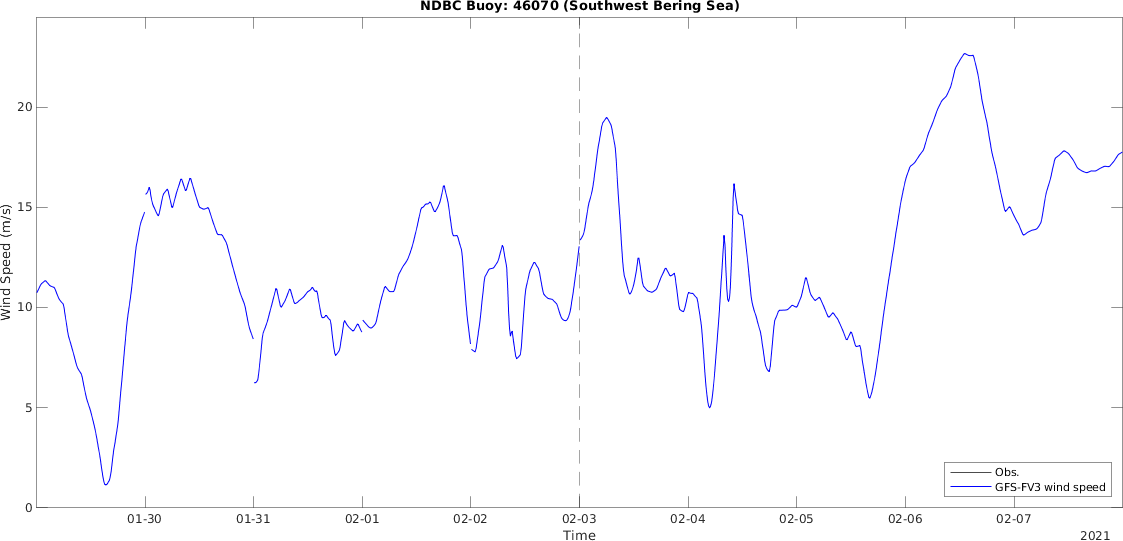 NDBC Buoy: 46070 (Southwest Bering Sea)
Wind Speed (m/s)
20
15
10
5
0
Obs.
GFS-FV3 wind speed
01-30 01-31 02-01 02-02 02-03 02-04 02-05 02-06 02-07
Time
2021